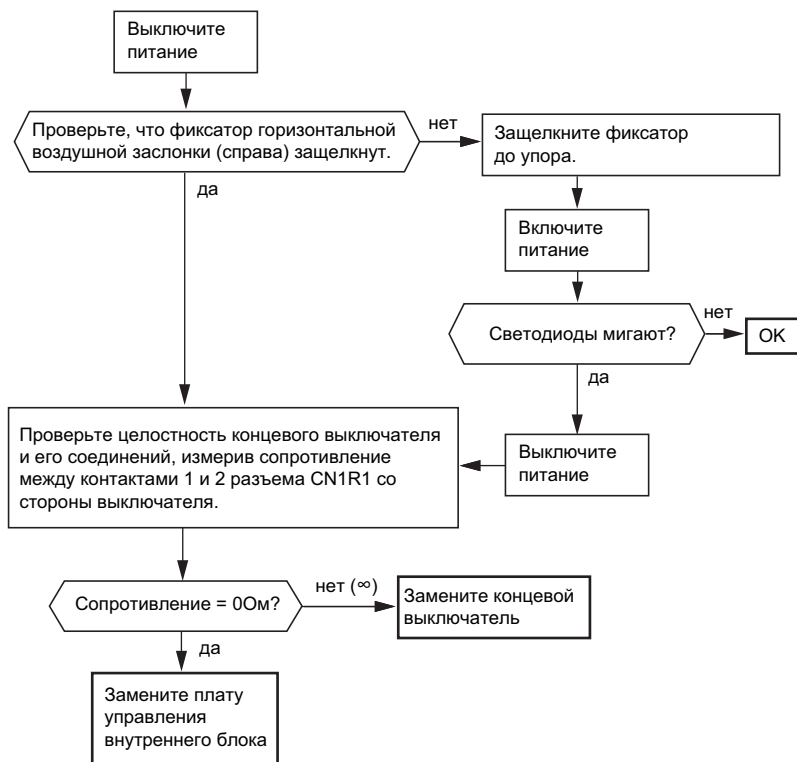 Выключите
питание
Проверьте, что фиксатор горизонтальной
воздушной заслонки (справа) защелкнут.
нет
Защелкните фиксатор
до упора.
да
Включите
питание
Светодиоды мигают?
нет
OK
да
Выключите
питание
Проверьте целостность концевого выключателя
и его соединений, измерив сопротивление
между контактами 1 и 2 разъема CN1R1 со
стороны выключателя.
Сопротивление = 0Ом?
нет (∞)
Замените концевой
выключатель
да
Замените плату
управления
внутреннего блока